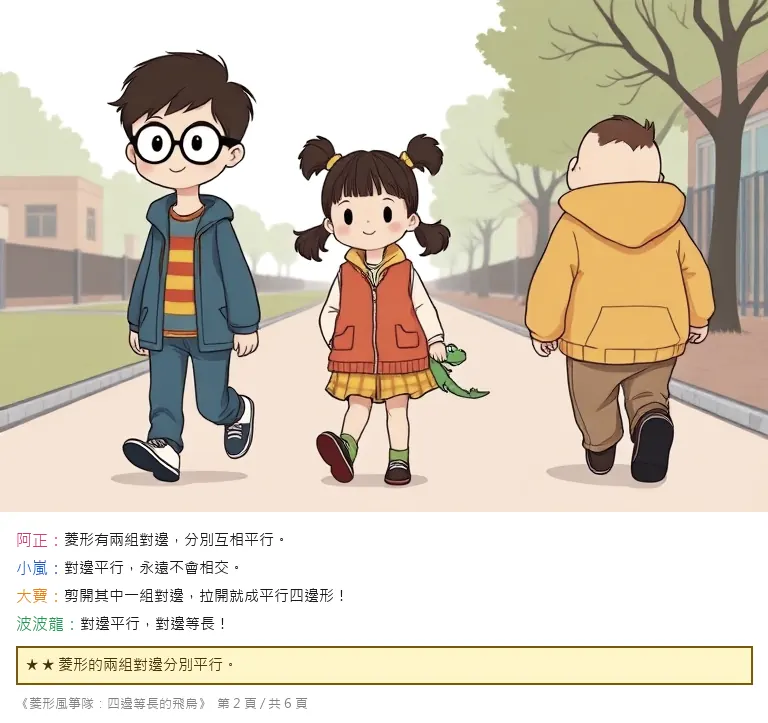 阿正：菱形有兩組對邊，分別互相平行。
小嵐：對邊平行，永遠不會相交。
大寶：剪開其中一組對邊，拉開就成平行四邊形！
波波龍：對邊平行，對邊等長！
★★菱形的兩組對邊分別平行。
《菱形風箏隊：四邊等長的飛鳥》 第 2 頁 / 共 6 頁